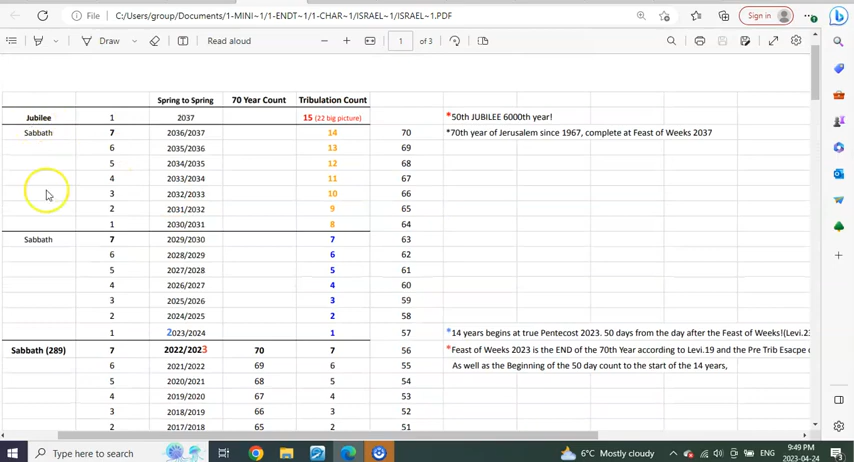 File C:/Users/group/Documents/1-MINI~1/1-ENDT~1/1-CHAR~1/ISRAEL~1/ISRAEL~1.PDF Sign in
Draw Read aloud 1 of 3
Spring to Spring 70 Year Count Tribulation Count
Jubilee 1 2037 15 (22 big picture) *50th JUBILEE 6000th year!
Sabbath 7 2036/2037 14 70 *70th year of Jerusalem since 1967, complete at Feast of Weeks 2037
6 2035/2036 13 69
5 2034/2035 12 68
4 2033/2034 11 67
3 2032/2033 10 66
2 2031/2032 9 65
1 2030/2031 8 64
Sabbath 7 2029/2030 7 63
6 2028/2029 6 62
5 2027/2028 5 61
4 2026/2027 4 60
3 2025/2026 3 59
2 2024/2025 2 58
1 2023/2024 1 57 *14 years begins at true Pentecost 2023. 50 days from the day after the Feast of Weeks!(Levi.23
Sabbath (289) 7 2022/2023 70 7 56 *Feast of Weeks 2023 is the END of the 70th Year according to Levi.19 and the Pre Trib Esacpe o
6 2021/2022 69 6 55 As well as the Beginning of the 50 day count to the start of the 14 years,
5 2020/2021 68 5 54
4 2019/2020 67 4 53
3 2018/2019 66 3 52
2 2017/2018 65 2 51
Type here to search 6°C Mostly cloudy ENG 9:49 PM
2023-04-24